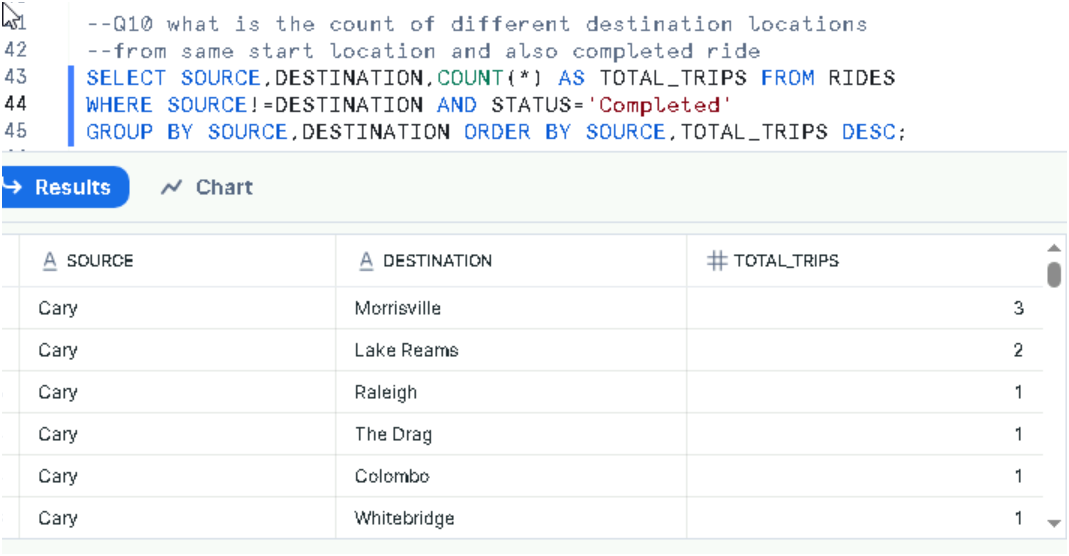 41 --Q10 what is the count of different destination locations
42 --from same start location and also completed ride
43 SELECT SOURCE,DESTINATION,COUNT(*) AS TOTAL_TRIPS FROM RIDES
44 WHERE SOURCE!=DESTINATION AND STATUS='Completed'
45 GROUP BY SOURCE,DESTINATION ORDER BY SOURCE,TOTAL_TRIPS DESC;
Results Chart
A SOURCE A DESTINATION # TOTAL_TRIPS
Cary Morrisville 3
Cary Lake Reams 2
Cary Raleigh 1
Cary The Drag 1
Cary Colombo 1
Cary Whitebridge 1